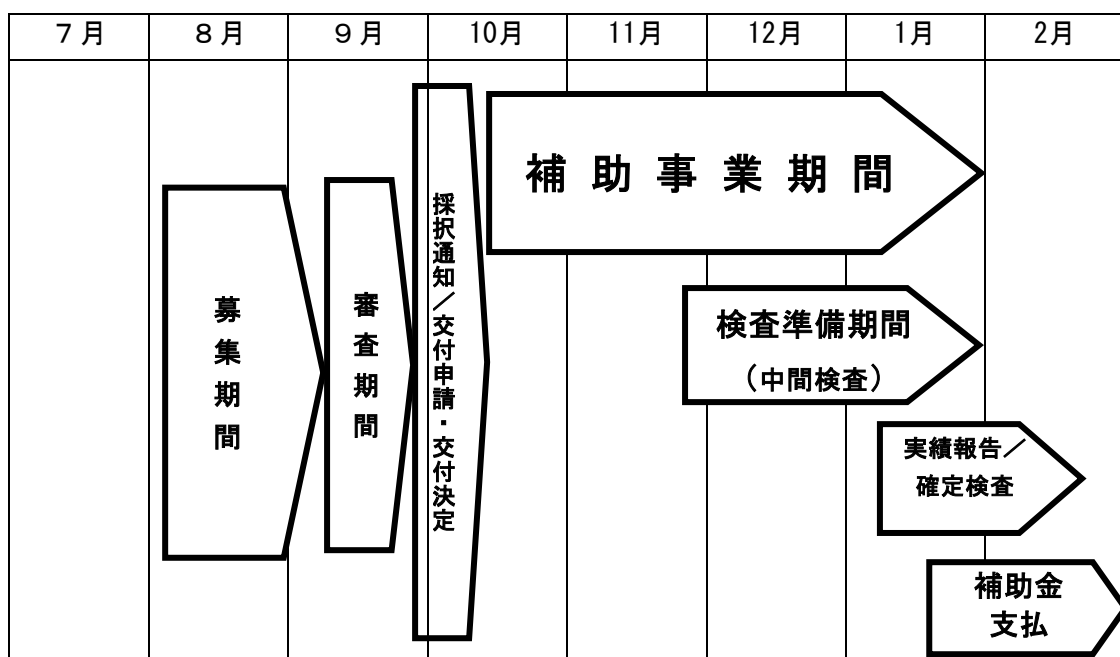 ７月 ８月 ９月 10月 11月 12月 1月 2月
募集期間
審査期間
採択通知／交付申請・交付決定
補助事業期間
検査準備期間
（中間検査）
実績報告／
確定検査
補助金
支払